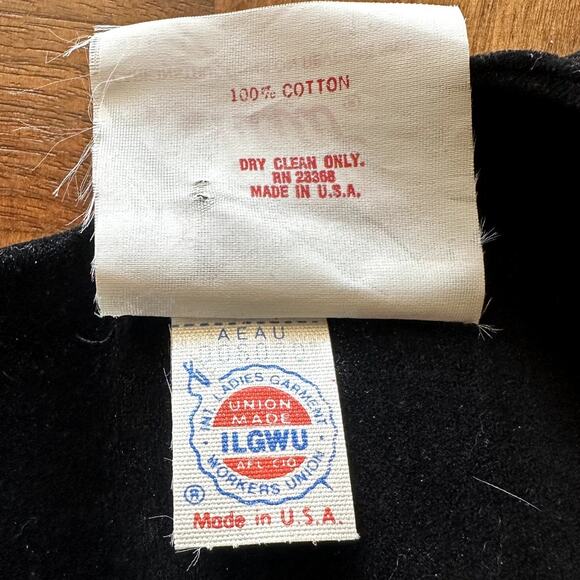 100% COTTON
DRY CLEAN ONLY.
RN 23368
MADE IN U.S.A.
AEAU
INT. LADIES GARMENT
UNION
MADE
ILGWU
AFL-CIO
WORKERS UNION
®
Made in U.S.A.